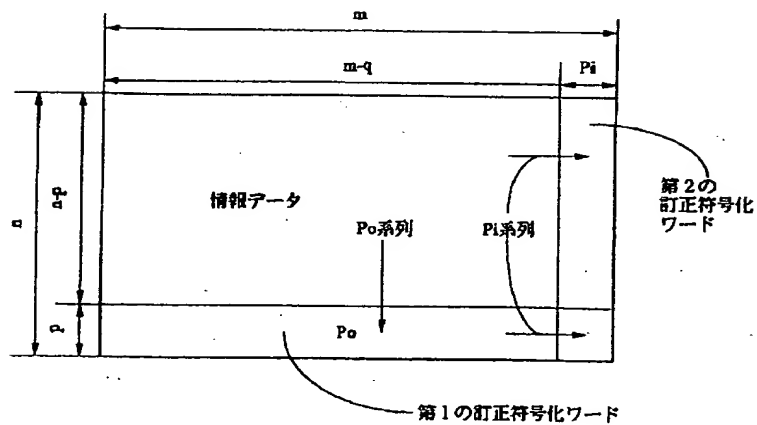 m
m-q
Pi
n
n-p
情報データ
Po系列
Pi系列
第2の
訂正符号化
ワード
p
Po
第1の訂正符号化ワード